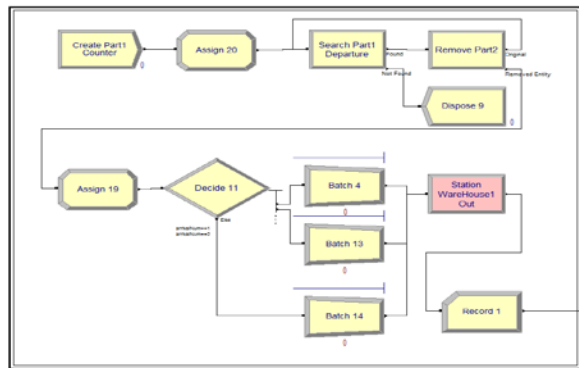 Create Part1
Counter
0
Assign 20
Search Part1
Departure
Found
Not Found
Remove Part2
Original
Removed Entity
Dispose 9
0
Assign 19
Decide 11
Else
Batch 4
0
Batch 13
0
Batch 14
0
Station
WareHouse1
Out
Record 1